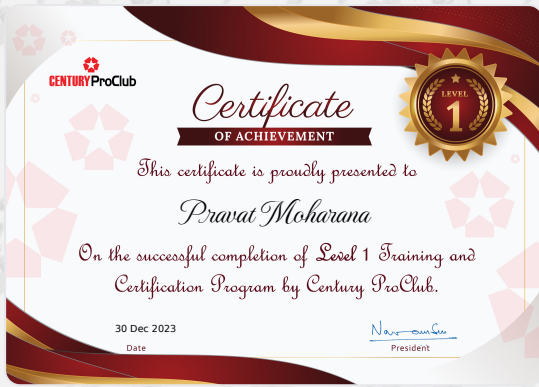 CENTURY ProClub
Certificate
OF ACHIEVEMENT
LEVEL
1
This certificate is proudly presented to
Pravat Moharana
On the successful completion of Level 1 Training and
Certification Program by Century ProClub.
30 Dec 2023
Date
President